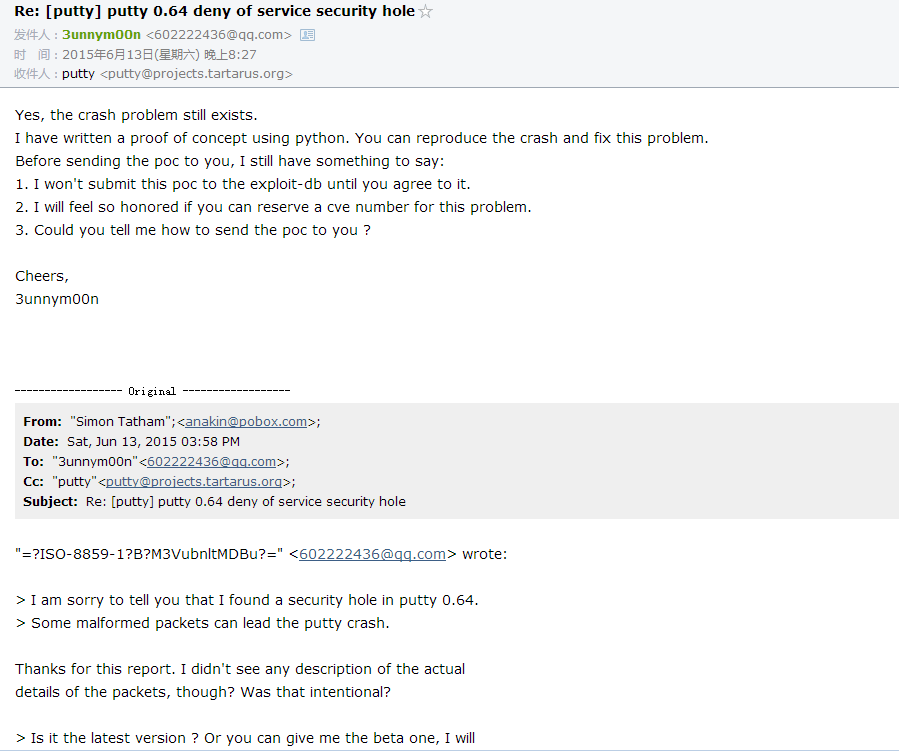 Re: [putty] putty 0.64 deny of service security hole☆
发件人：3unnym00n <602222436@qq.com>
时　间：2015年6月13日(星期六) 晚上8:27
收件人：putty <putty@projects.tartarus.org>
Yes, the crash problem still exists.
I have written a proof of concept using python. You can reproduce the crash and fix this problem.
Before sending the poc to you, I still have something to say:
1. I won't submit this poc to the exploit-db until you agree to it.
2. I will feel so honored if you can reserve a cve number for this problem.
3. Could you tell me how to send the poc to you ?
Cheers,
3unnym00n
------------------ Original ------------------
From: "Simon Tatham";<anakin@pobox.com>;
Date: Sat, Jun 13, 2015 03:58 PM
To: "3unnym00n"<602222436@qq.com>;
Cc: "putty"<putty@projects.tartarus.org>;
Subject: Re: [putty] putty 0.64 deny of service security hole
"=?ISO-8859-1?B?M3VubnltMDBu?=" <602222436@qq.com> wrote:
> I am sorry to tell you that I found a security hole in putty 0.64.
> Some malformed packets can lead the putty crash.
Thanks for this report. I didn't see any description of the actual
details of the packets, though? Was that intentional?
> Is it the latest version ? Or you can give me the beta one, I will